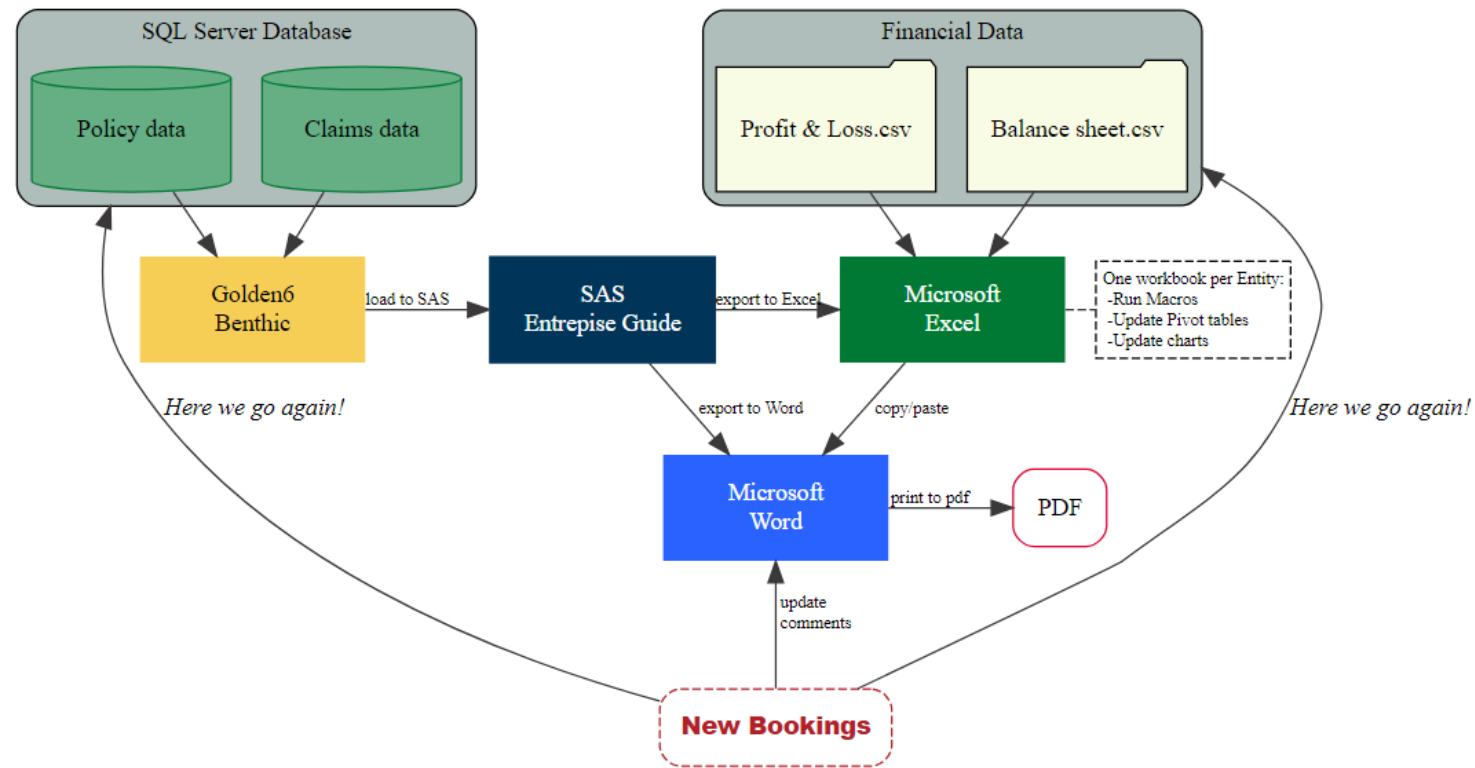 SQL Server Database
Financial Data
Policy data
Claims data
Profit & Loss.csv
Balance sheet.csv
Golden6
Benthic
load to SAS
SAS
Entrepise Guide
export to Excel
Microsoft
Excel
One workbook per Entity:
-Run Macros
-Update Pivot tables
-Update charts
Here we go again!
export to Word
copy/paste
Here we go again!
Microsoft
Word
print to pdf
PDF
update
comments
New Bookings